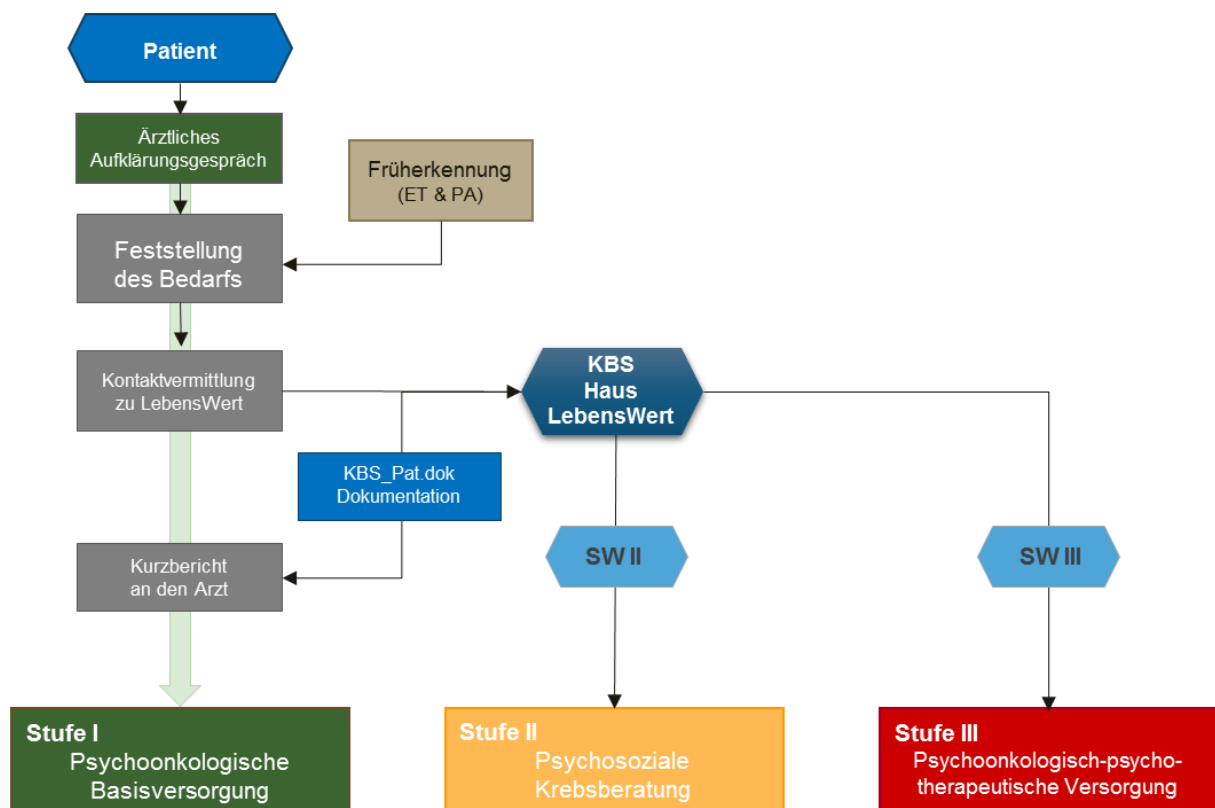 Patient
Ärztliches
Aufklärungsgespräch
Früherkennung
(ET & PA)
Feststellung
des Bedarfs
Kontaktvermittlung
zu LebensWert
KBS
Haus
LebensWert
KBS_Pat.dok
Dokumentation
Kurzbericht
an den Arzt
SW II
SW III
Stufe I
Psychoonkologische
Basisversorgung
Stufe II
Psychosoziale
Krebsberatung
Stufe III
Psychoonkologisch-psycho-
therapeutische Versorgung